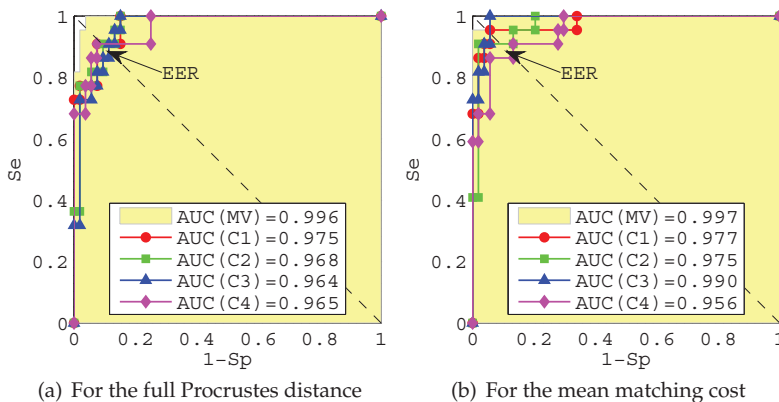 1
0.8
0.6
0.4
0.2
0
Se
EER
AUC(MV)=0.996
AUC(C1)=0.975
AUC(C2)=0.968
AUC(C3)=0.964
AUC(C4)=0.965
0 0.2 0.4 0.6 0.8 1
1-Sp
(a) For the full Procrustes distance
1
0.8
0.6
0.4
0.2
0
Se
EER
AUC(MV)=0.997
AUC(C1)=0.977
AUC(C2)=0.975
AUC(C3)=0.990
AUC(C4)=0.956
0 0.2 0.4 0.6 0.8 1
1-Sp
(b) For the mean matching cost